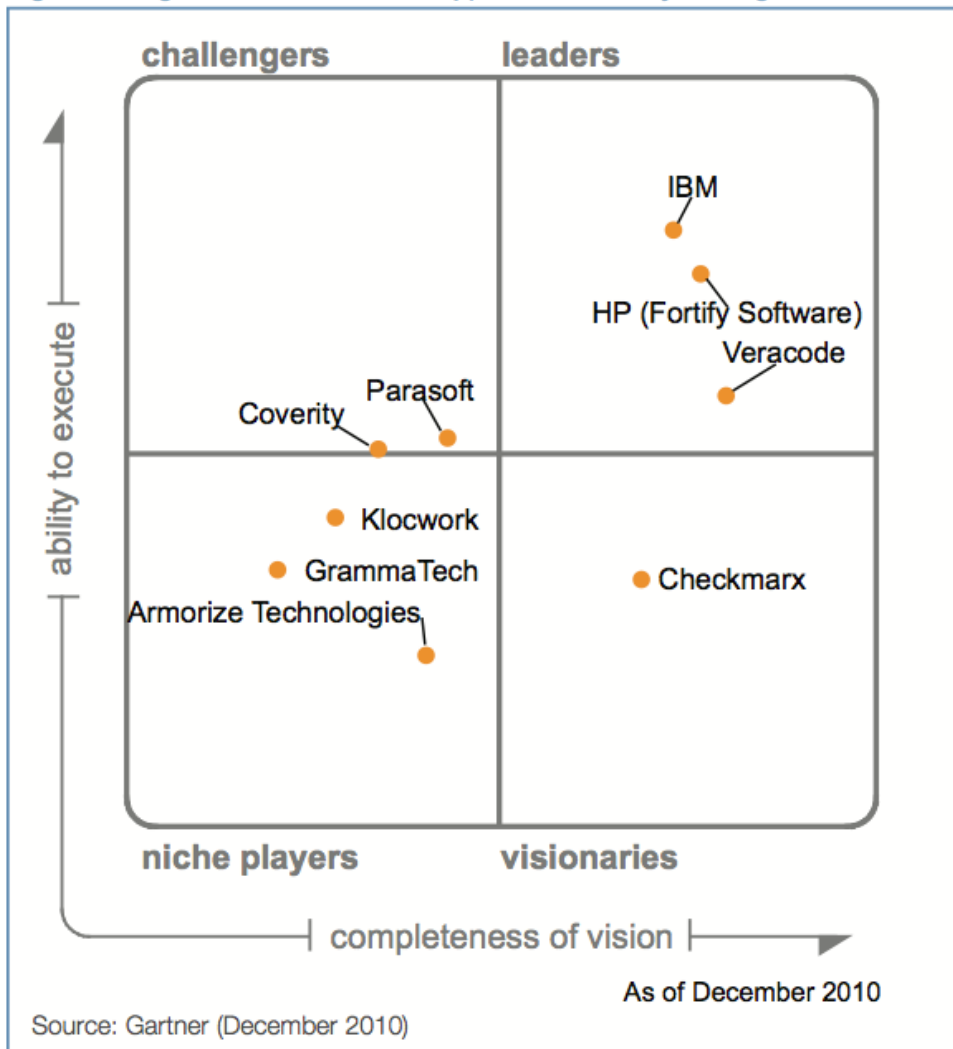 challengers
leaders
IBM
HP (Fortify Software)
Veracode
Parasoft
Coverity
ability to execute
Klocwork
GrammaTech
Checkmarx
Armorize Technologies
niche players
visionaries
completeness of vision
As of December 2010
Source: Gartner (December 2010)